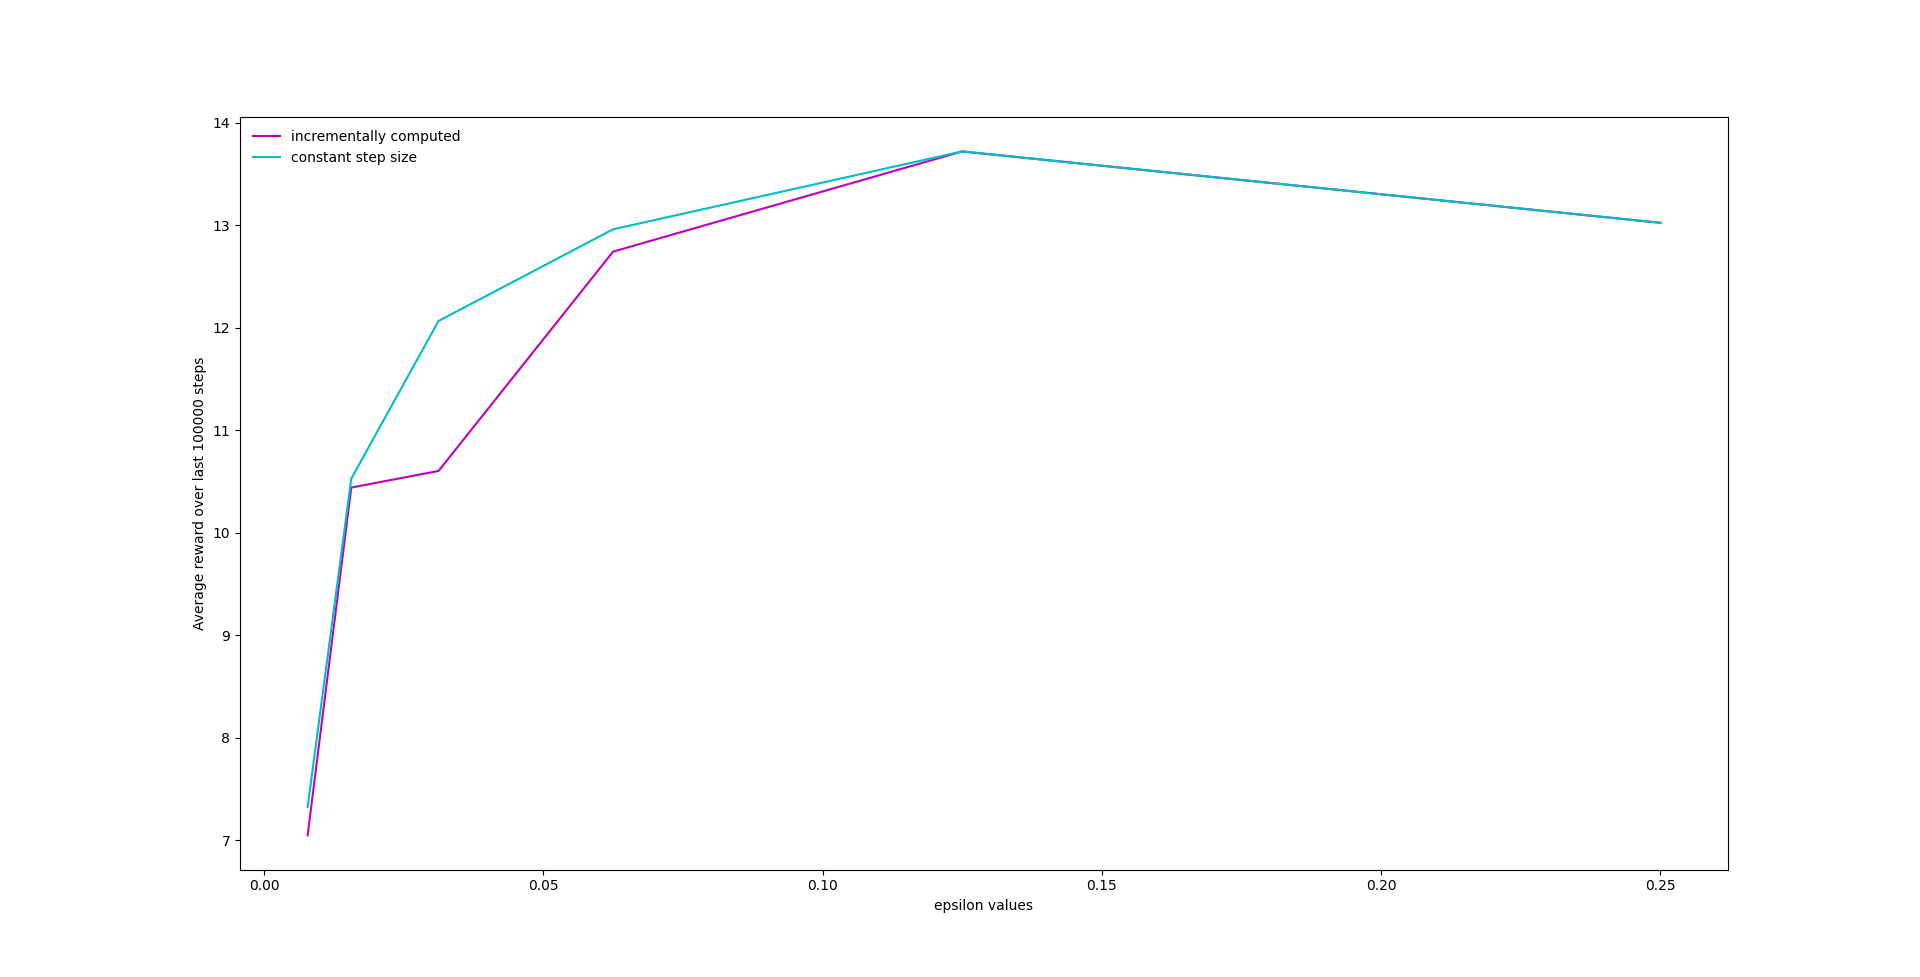 incrementally computed
constant step size
Average reward over last 100000 steps
14
13
12
11
10
9
8
7
0.00 0.05 0.10 0.15 0.20 0.25
epsilon values